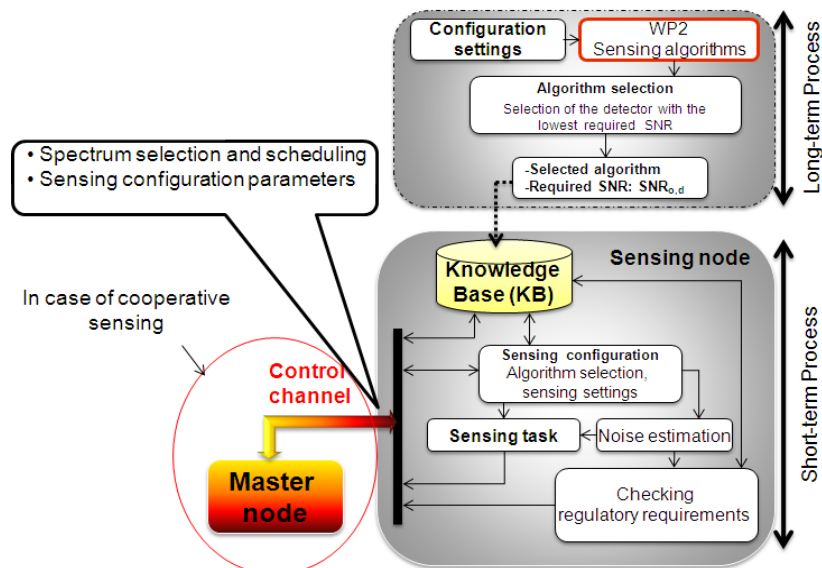 Configuration
settings
WP2
Sensing algorithms
Algorithm selection
Selection of the detector with the
lowest required SNR
-Selected algorithm
-Required SNR: SNRo,d
Long-term Process
• Spectrum selection and scheduling
• Sensing configuration parameters
Knowledge
Base (KB)
Sensing node
In case of cooperative
sensing
Control
channel
Sensing configuration
Algorithm selection,
sensing settings
Sensing task
Noise estimation
Master
node
Checking
regulatory requirements
Short-term Process